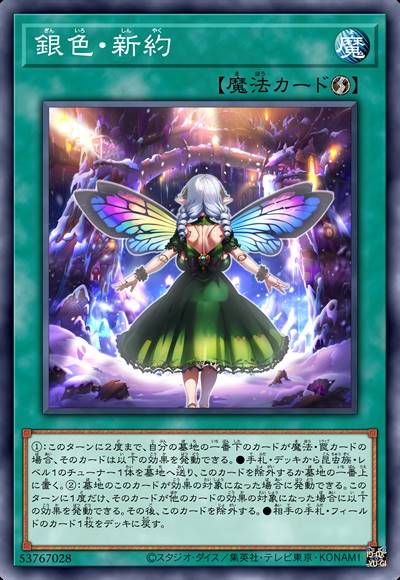 銀色・新約
ぎん いろ しん やく
魔
【魔法カード】
ま ほう
①：このターンに２度まで、自分の墓地の一番下のカードが魔法・罠カードの
場合、そのカードは以下の効果を発動できる。●手札・デッキから昆虫族・レ
ベル１のチューナー１体を墓地へ送り、このカードを除外するか墓地の一番上
に置く。②：墓地のこのカードが効果の対象になった場合に発動できる。このタ
ーンに１度だけ、そのカードが他のカードの効果の対象になった場合に以下
の効果を発動できる。その後、このカードを除外する。●相手の手札・フィール
ドのカード１枚をデッキに戻す。
53767028
©スタジオ・ダイス／集英社・テレビ東京・KONAMI